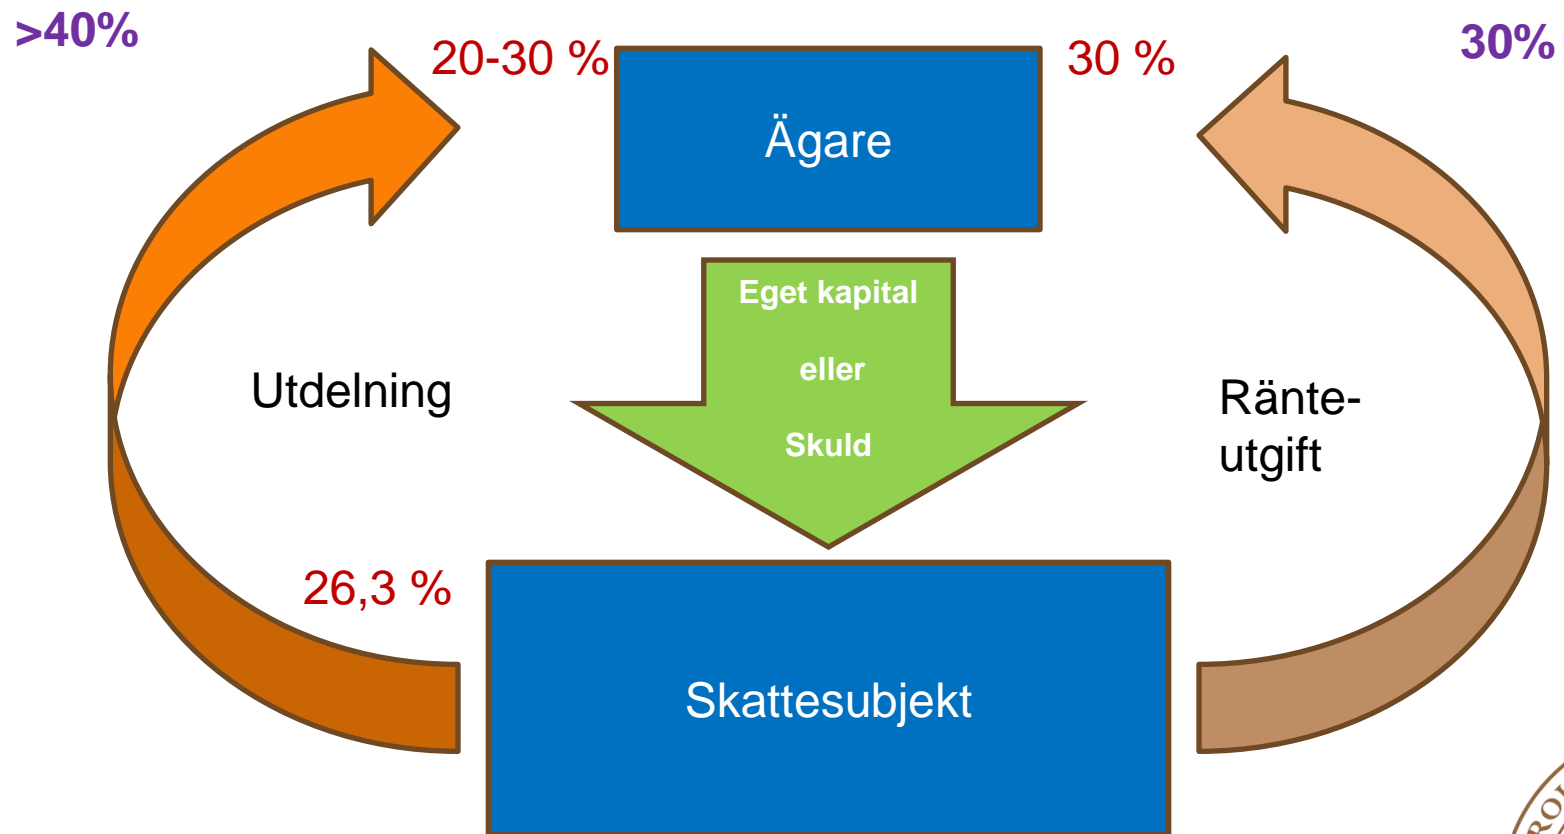 >40%
20-30 %
30 %
30%
Ägare
Eget kapital
eller
Skuld
Utdelning
Ränte-
utgift
26,3 %
Skattesubjekt